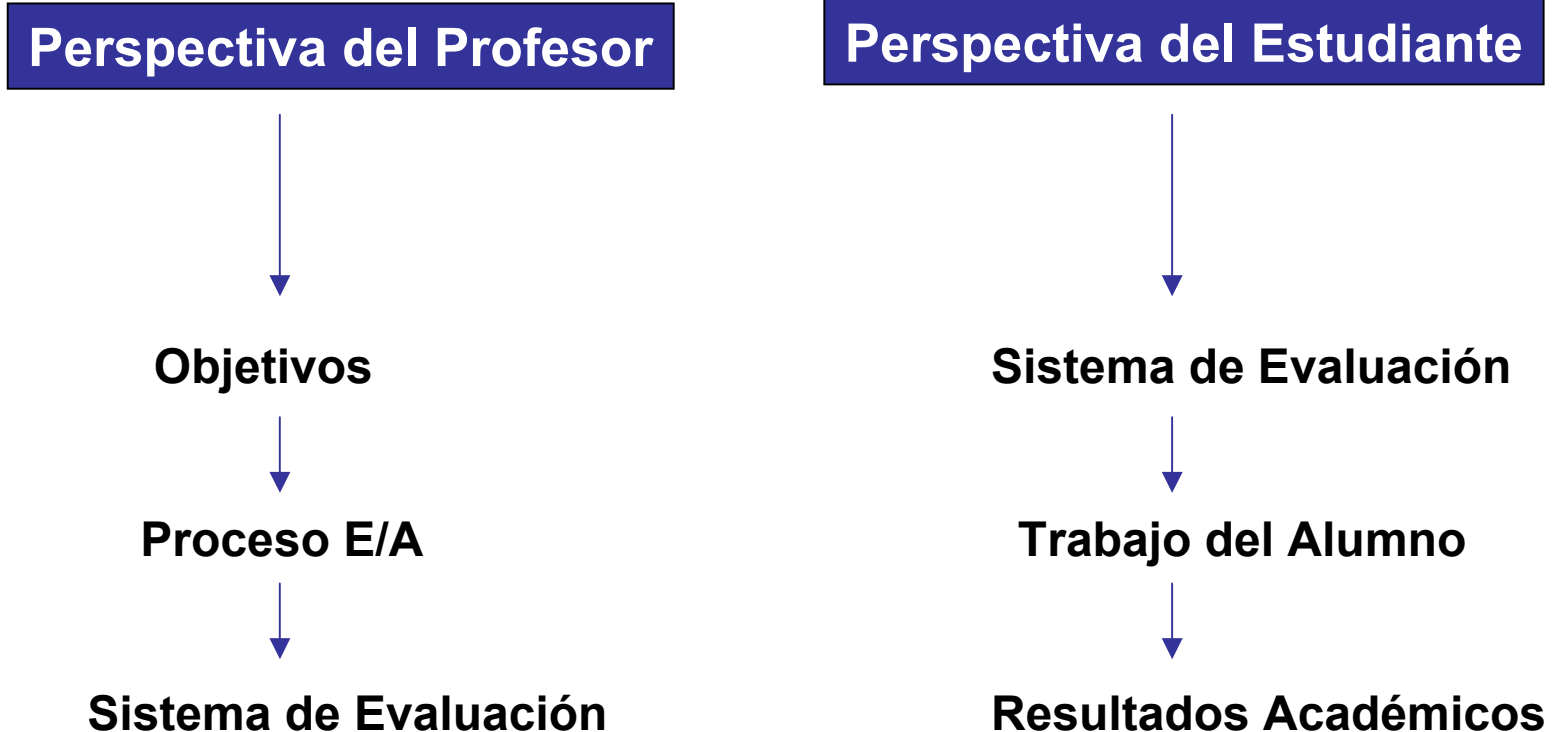 Perspectiva del Profesor
Objetivos
Proceso E/A
Sistema de Evaluación
Perspectiva del Estudiante
Sistema de Evaluación
Trabajo del Alumno
Resultados Académicos